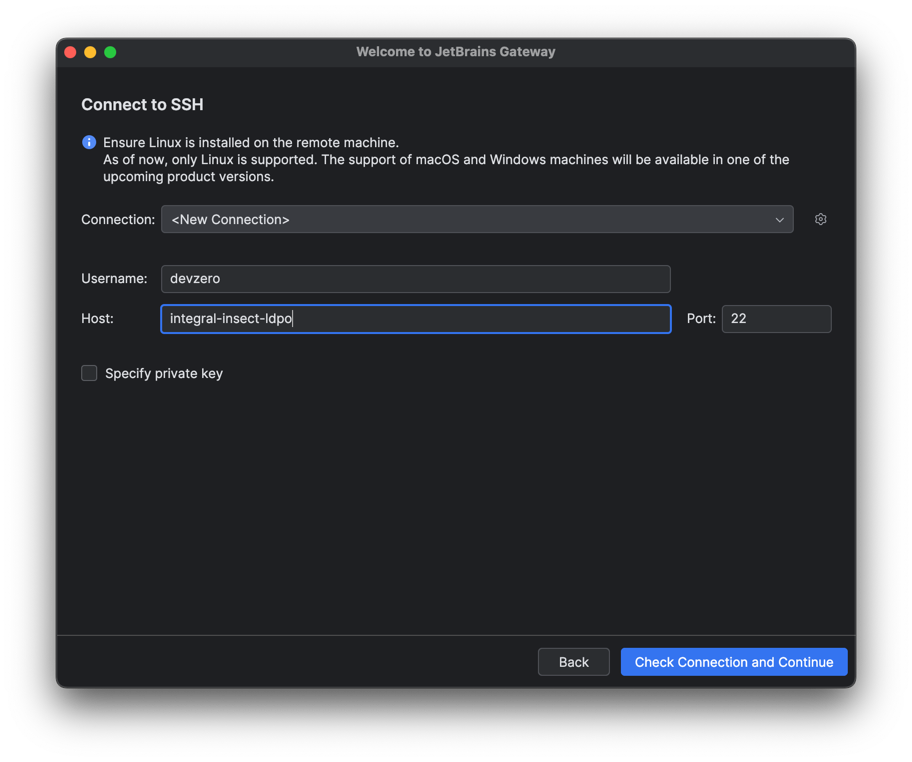 Welcome to JetBrains Gateway
Connect to SSH
Ensure Linux is installed on the remote machine.
As of now, only Linux is supported. The support of macOS and Windows machines will be available in one of the
upcoming product versions.
Connection: <New Connection>
Username: devzero
Host: integral-insect-ldpo Port: 22
Specify private key
Back Check Connection and Continue